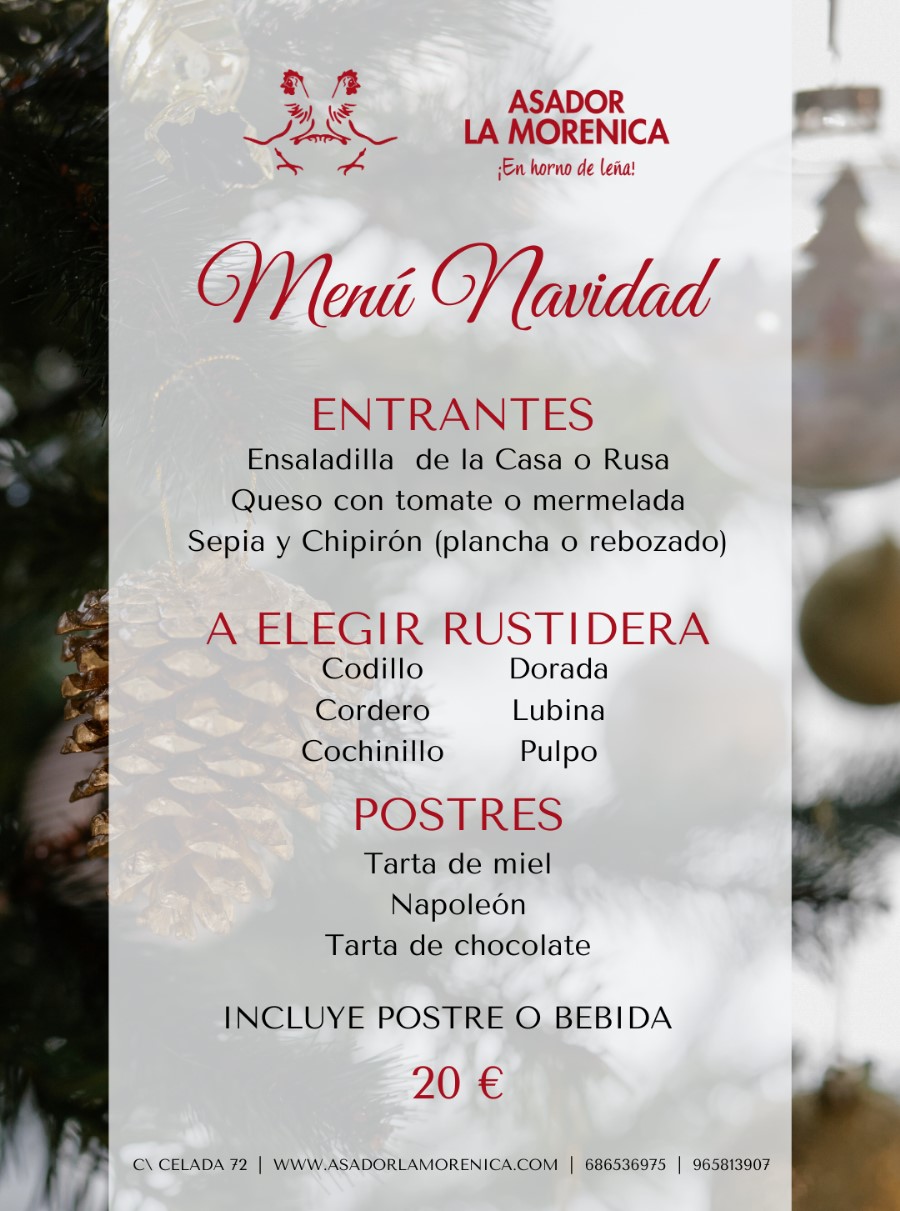 ASADOR
LA MORENICA
¡En horno de leña!
Menú Navidad
ENTRANTES
Ensaladilla de la Casa o Rusa
Queso con tomate o mermelada
Sepia y Chipirón (plancha o rebozado)
A ELEGIR RUSTIDERA
Codillo Dorada
Cordero Lubina
Cochinillo Pulpo
POSTRES
Tarta de miel
Napoleón
Tarta de chocolate
INCLUYE POSTRE O BEBIDA
20 €
C\ CELADA 72 | WWW.ASADORLAMORENICA.COM | 686536975 | 965813907